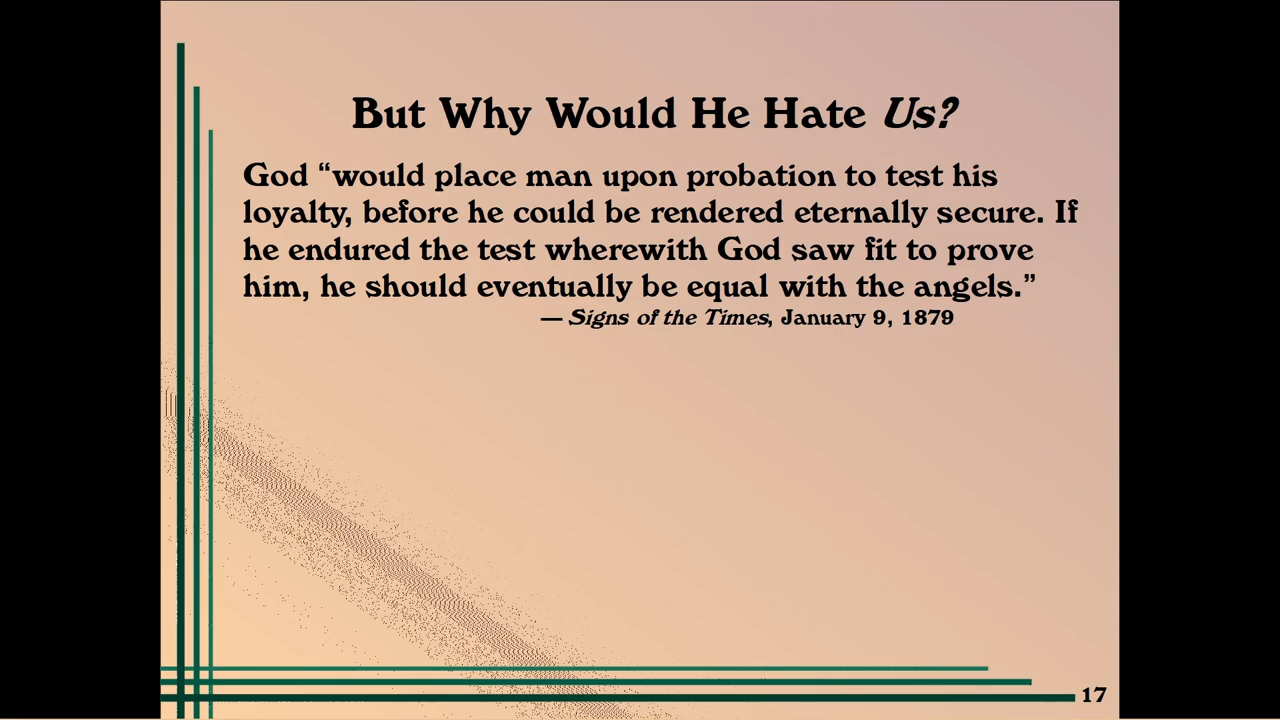 But Why Would He Hate Us?
God “would place man upon probation to test his
loyalty, before he could be rendered eternally secure. If
he endured the test wherewith God saw fit to prove
him, he should eventually be equal with the angels.”
— Signs of the Times, January 9, 1879
17